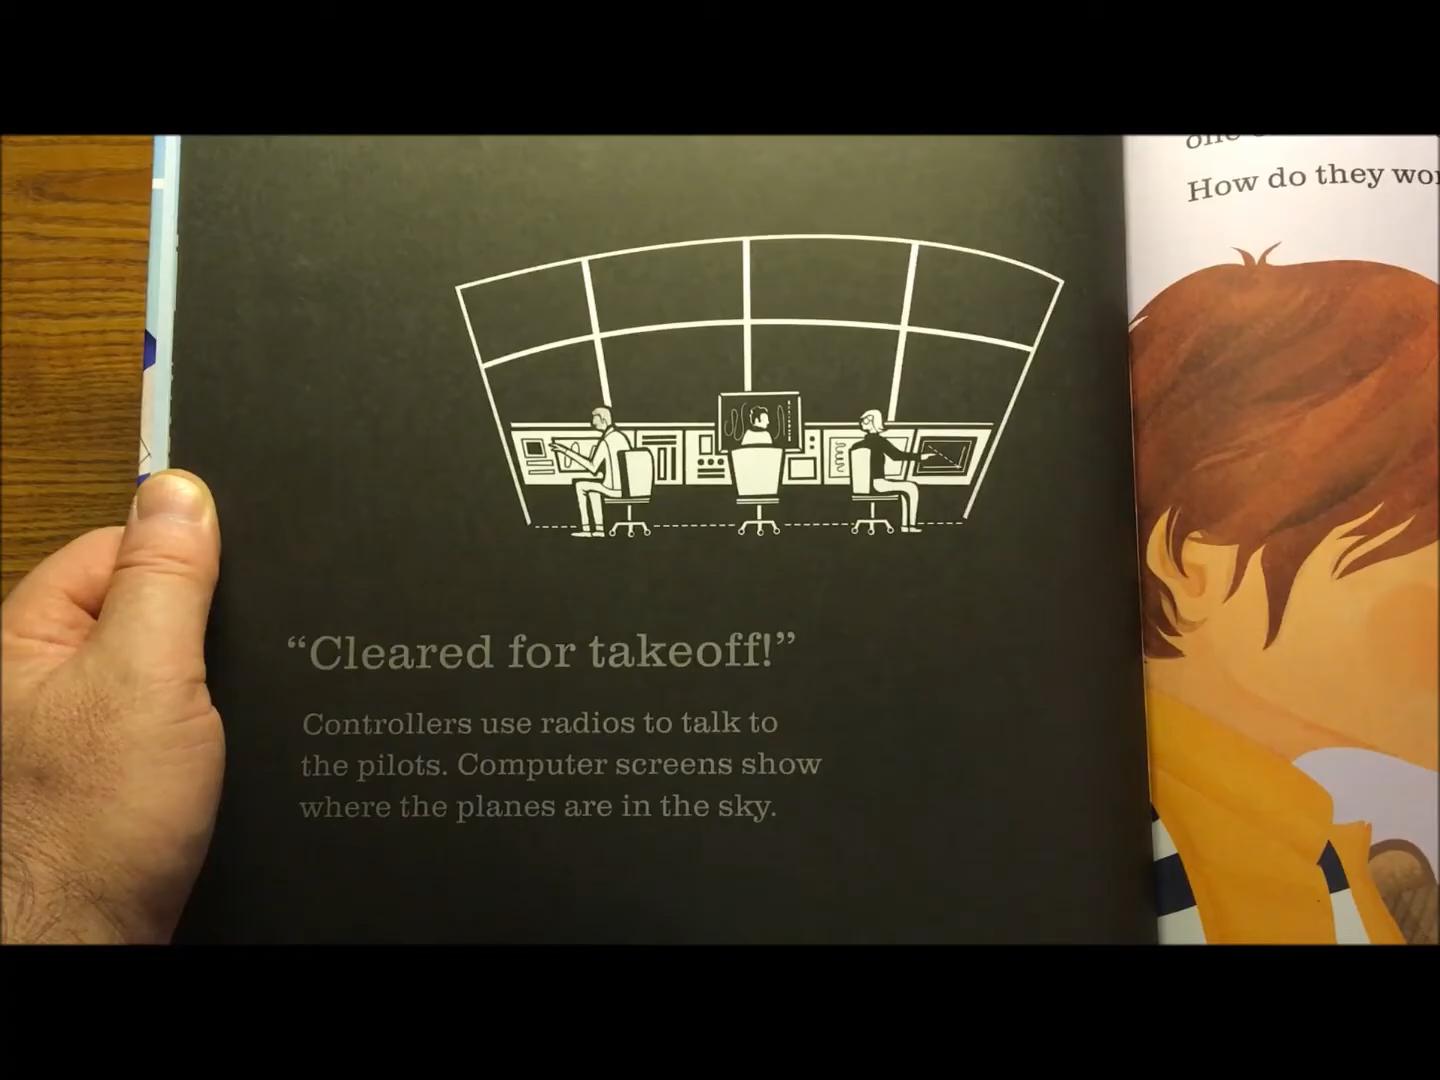 “Cleared for takeoff!”
Controllers use radios to talk to
the pilots. Computer screens show
where the planes are in the sky.
How do they